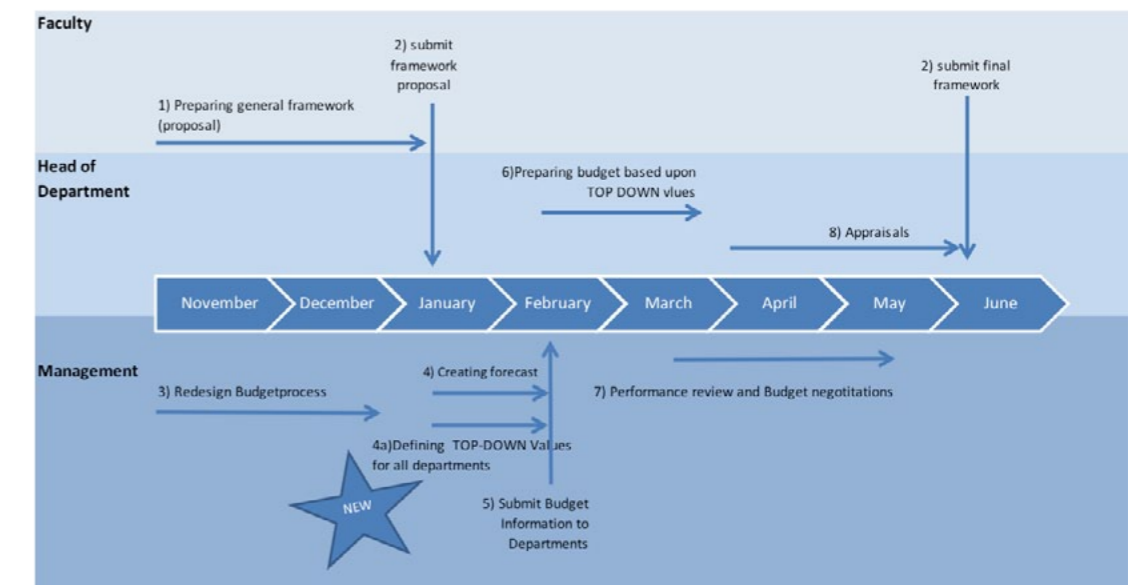 Faculty
2) submit
framework
proposal
2) submit final
framework
1) Preparing general framework
(proposal)
Head of
Department
6)Preparing budget based upon
TOP DOWN vlues
8) Appraisals
November
December
January
February
March
April
May
June
Management
3) Redesign Budgetprocess
4) Creating forecast
7) Performance review and Budget negotitations
4a)Defining TOP-DOWN Values
for all departments
NEW
5) Submit Budget
Information to
Departments